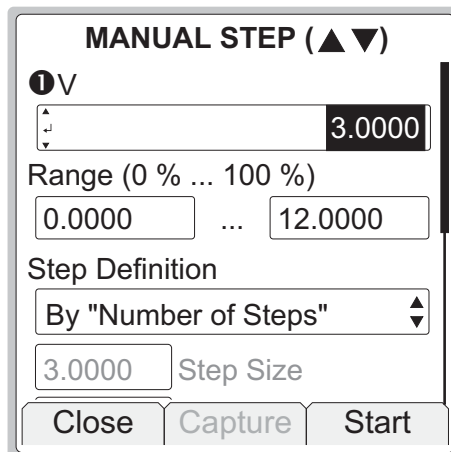 MANUAL STEP (▲▼)
❶V
3.0000
Range (0 % ... 100 %)
0.0000 ... 12.0000
Step Definition
By "Number of Steps"
3.0000 Step Size
Close Capture Start